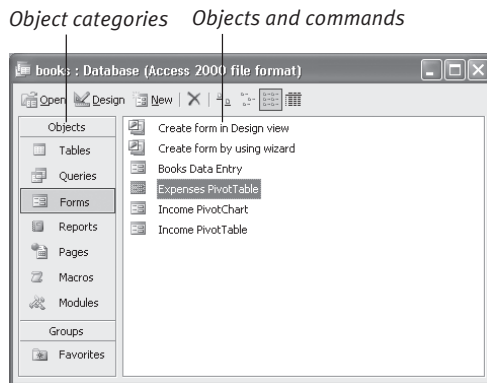 Object categories Objects and commands
books : Database (Access 2000 file format)
Open Design New
Objects
Tables
Queries
Forms
Reports
Pages
Macros
Modules
Groups
Favorites
Create form in Design view
Create form by using wizard
Books Data Entry
Expenses PivotTable
Income PivotChart
Income PivotTable